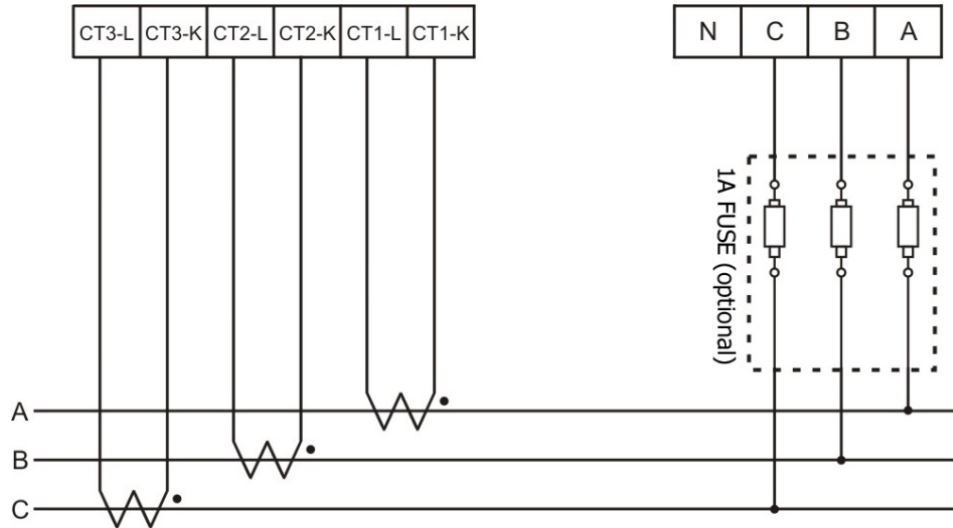 CT3-L CT3-K CT2-L CT2-K CT1-L CT1-K
N C B A
1A FUSE (optional)
A
B
C